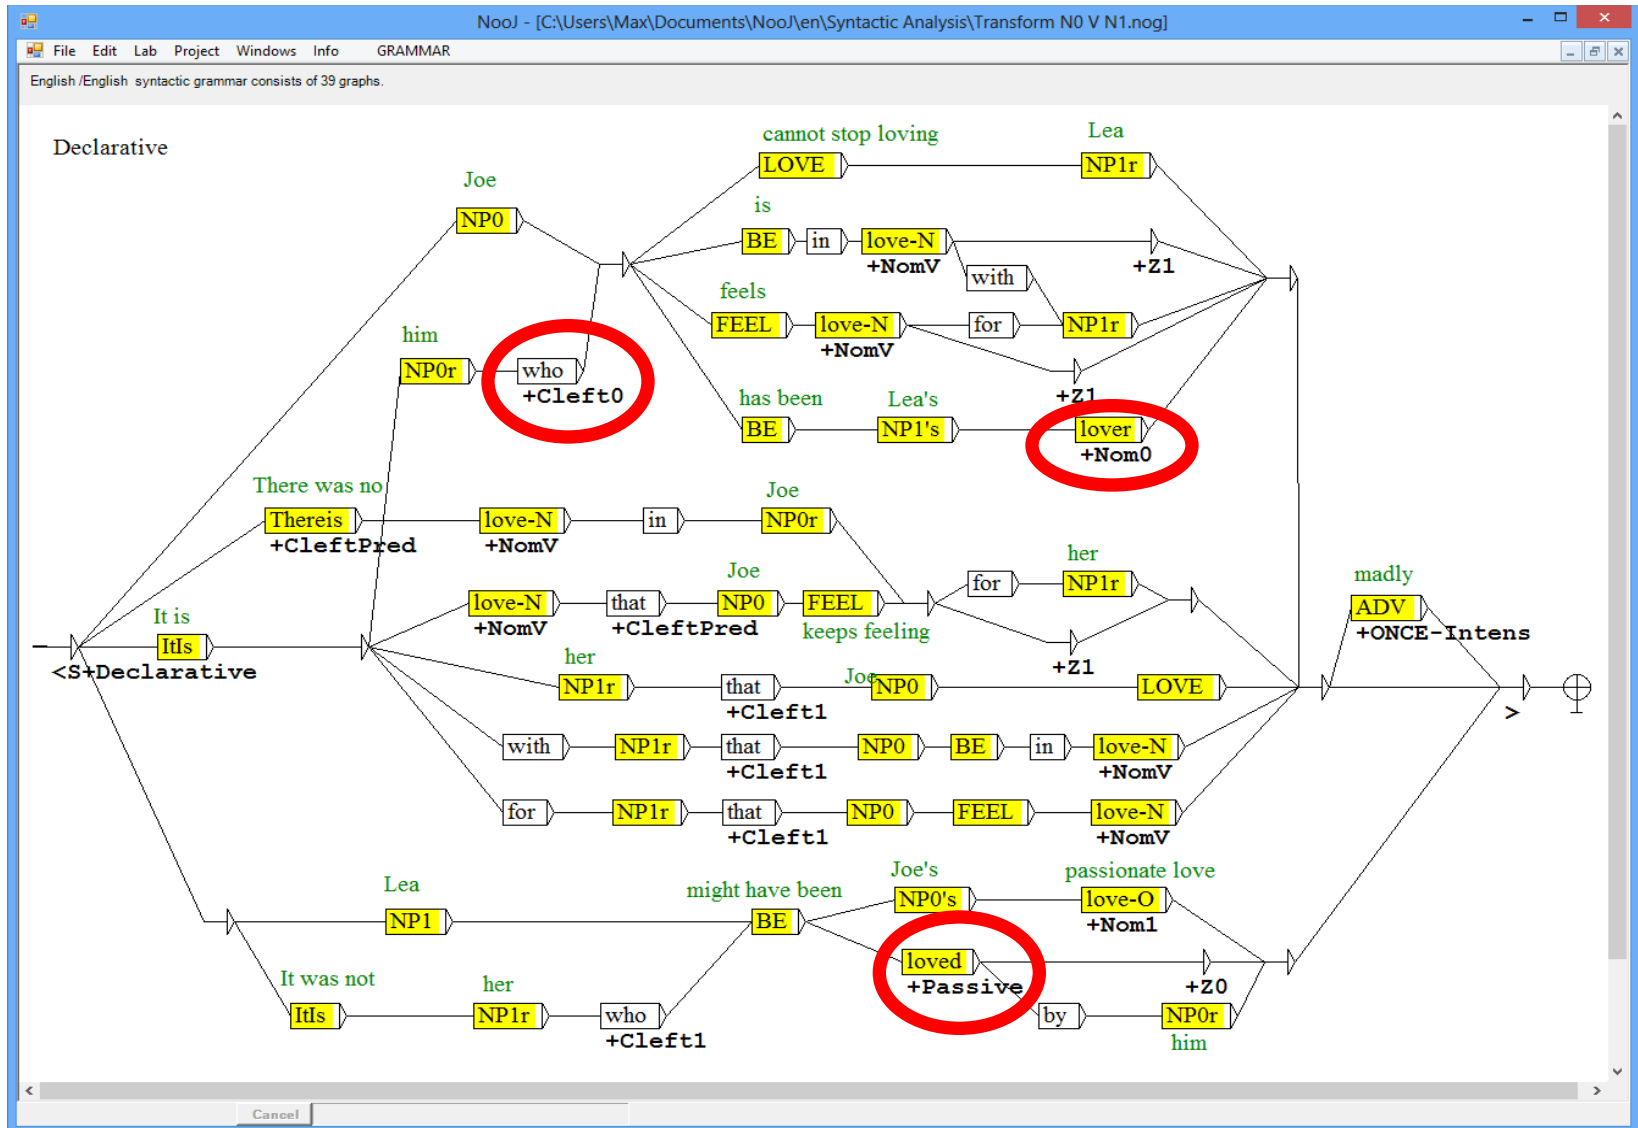 NooJ - [C:\Users\Max\Documents\NooJ\en\Syntactic Analysis\Transform N0 V N1.nog]
File Edit Lab Project Windows Info GRAMMAR
English /English syntactic grammar consists of 39 graphs.
Declarative
cannot stop loving Lea
LOVE NP1r
Joe
NP0
is
BE in love-N
+NomV +Z1
with
feels
FEEL love-N for NP1r
+NomV
him
NP0r who
+Cleft0 +Z1
has been Lea's
BE NP1's lover
+Nom0
There was no Joe
Thereis love-N in NP0r
+CleftPred +NomV
her
Joe for NP1r
love-N that NP0 FEEL
+NomV +CleftPred keeps feeling
+Z1
madly
ADV
+ONCE-Intens
It is
ItIs
<S+Declarative
her Joe
NP1r that NP0 LOVE
+Cleft1
>
with NP1r that NP0 BE in love-N
+Cleft1 +NomV
for NP1r that NP0 FEEL love-N
+Cleft1 +NomV
Lea might have been Joe's passionate love
NP1 BE NP0's love-O
+Nom1
loved
+Passive +Z0
It was not her
ItIs NP1r who by NP0r
+Cleft1 him
Cancel